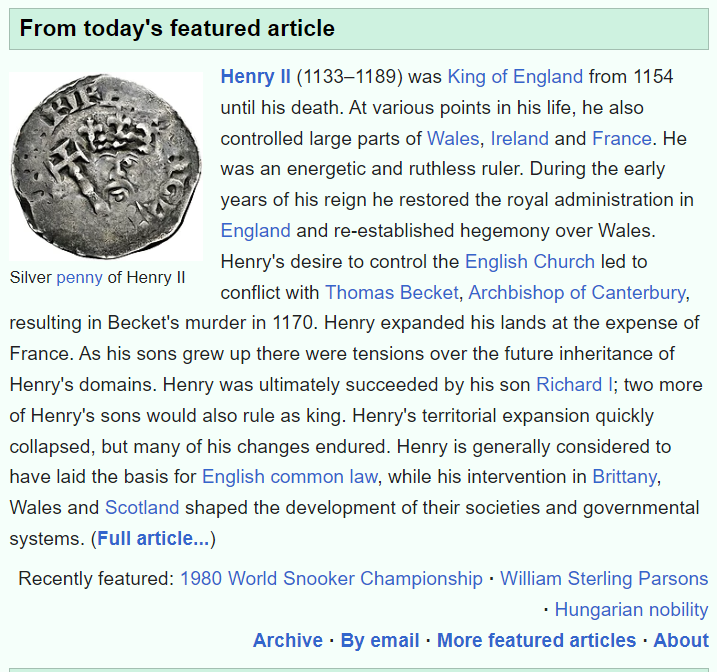 From today's featured article
Henry II (1133–1189) was King of England from 1154
until his death. At various points in his life, he also
controlled large parts of Wales, Ireland and France. He
was an energetic and ruthless ruler. During the early
years of his reign he restored the royal administration in
England and re-established hegemony over Wales.
Henry's desire to control the English Church led to
conflict with Thomas Becket, Archbishop of Canterbury,
Silver penny of Henry II
resulting in Becket's murder in 1170. Henry expanded his lands at the expense of
France. As his sons grew up there were tensions over the future inheritance of
Henry's domains. Henry was ultimately succeeded by his son Richard I; two more
of Henry's sons would also rule as king. Henry's territorial expansion quickly
collapsed, but many of his changes endured. Henry is generally considered to
have laid the basis for English common law, while his intervention in Brittany,
Wales and Scotland shaped the development of their societies and governmental
systems. (Full article...)
Recently featured: 1980 World Snooker Championship · William Sterling Parsons
· Hungarian nobility
Archive · By email · More featured articles · About